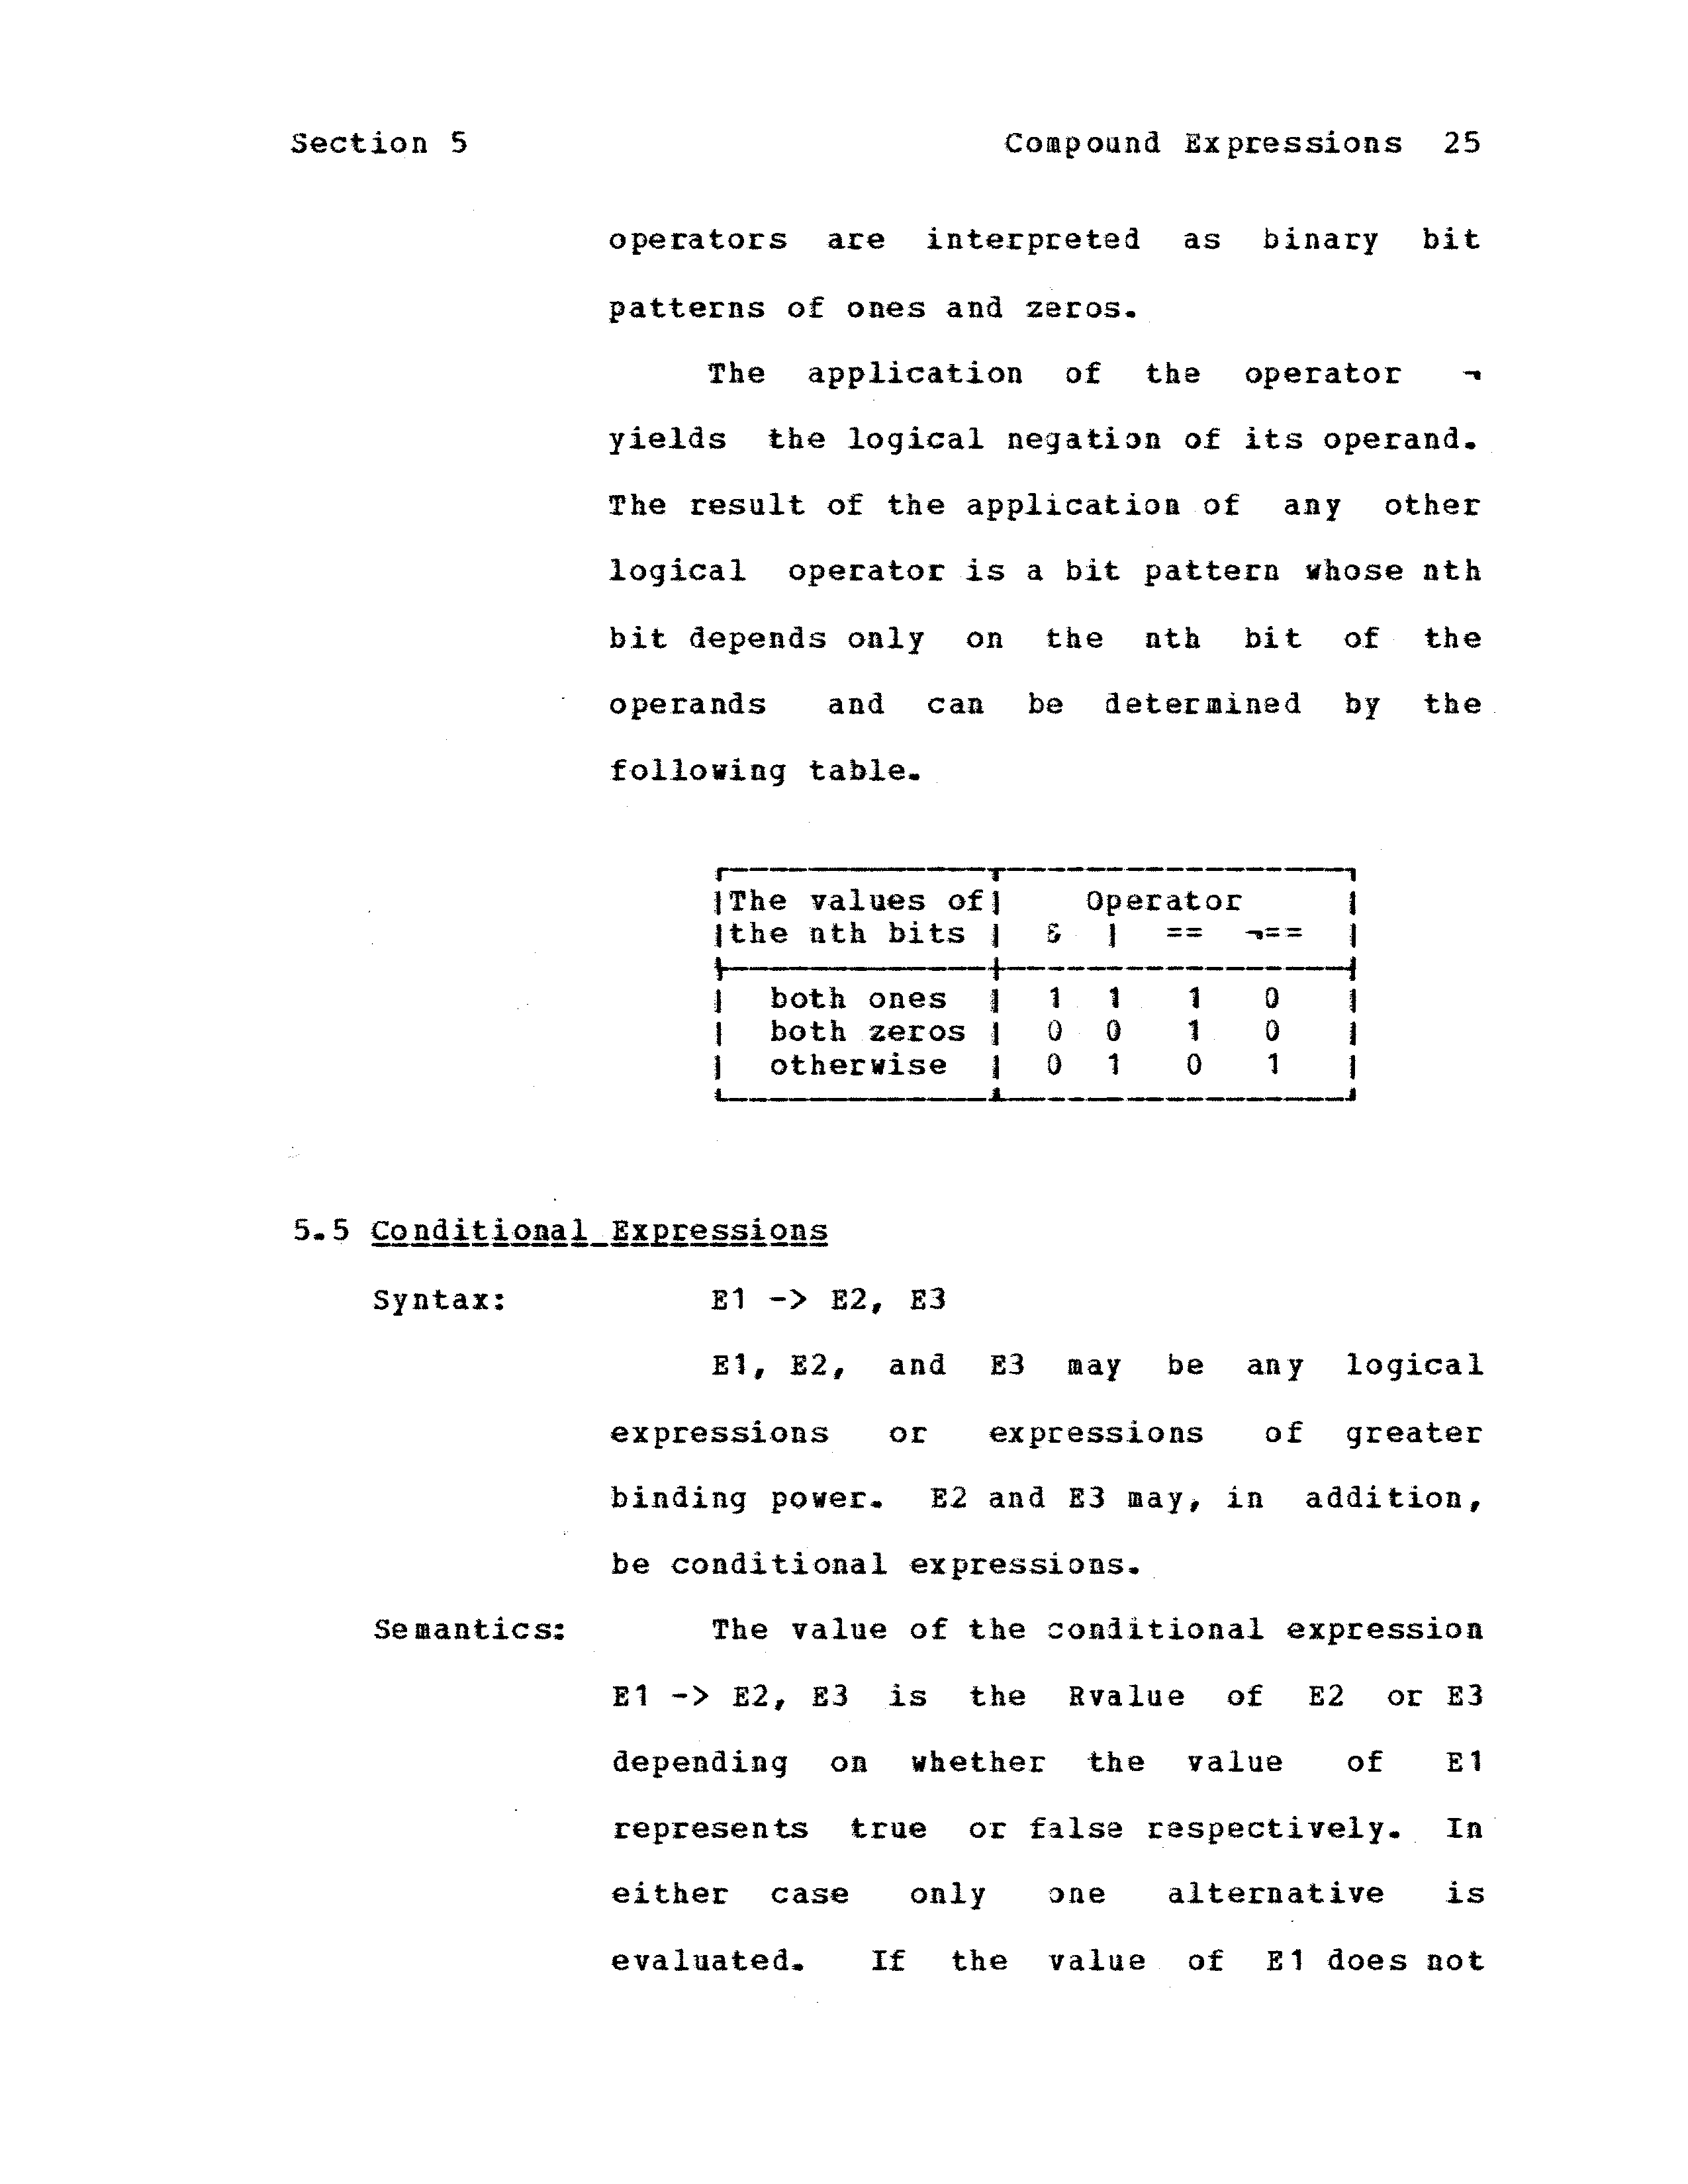 Section 5 Compound Expressions 25
operators are interpreted as binary bit
patterns of ones and zeros.
The application of the operator ¬
yields the logical negation of its operand.
The result of the application of any other
logical operator is a bit pattern whose nth
bit depends only on the nth bit of the
operands and can be determined by the
following table.
|The values of| Operator |
|the nth bits | & | == ¬== |
| both ones | 1 1 1 0 |
| both zeros | 0 0 1 0 |
| otherwise | 0 1 0 1 |
5.5 Conditional Expressions
Syntax: E1 -> E2, E3
E1, E2, and E3 may be any logical
expressions or expressions of greater
binding power. E2 and E3 may, in addition,
be conditional expressions.
Semantics: The value of the conditional expression
E1 -> E2, E3 is the Rvalue of E2 or E3
depending on whether the value of E1
represents true or false respectively. In
either case only one alternative is
evaluated. If the value of E1 does not